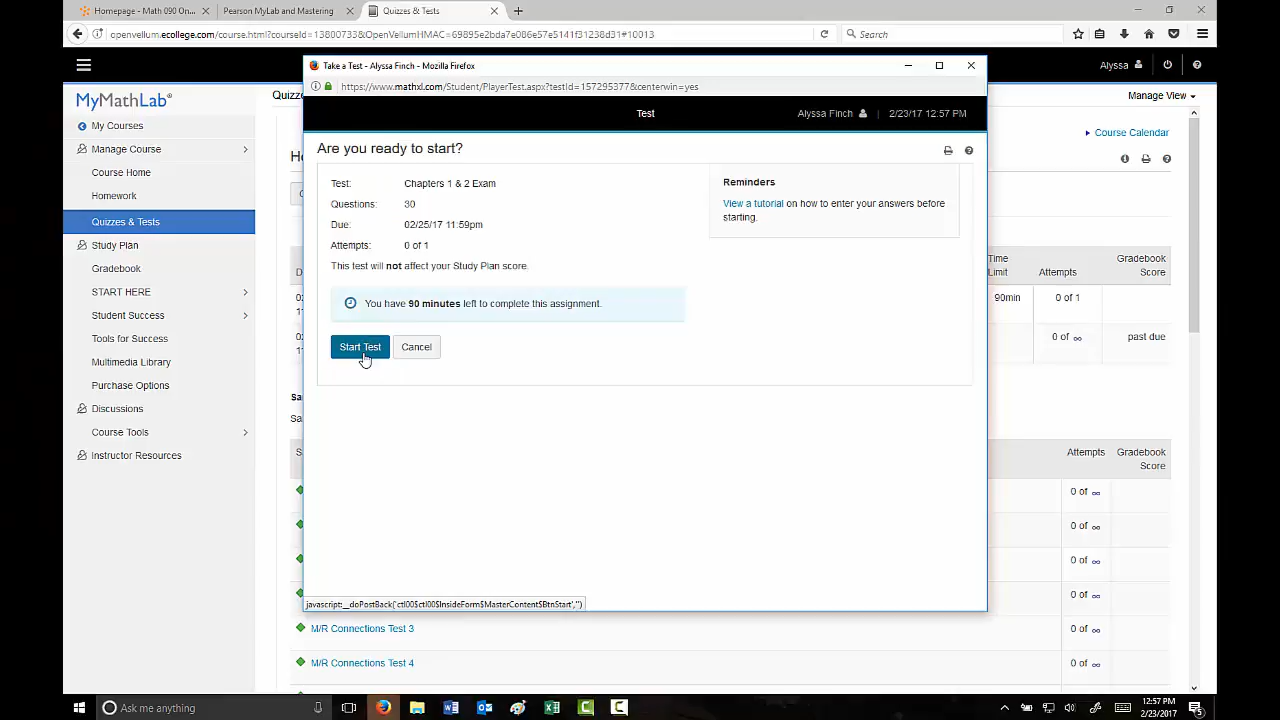 Homepage - Math 090 On...
Pearson MyLab and Mastering
Quizzes & Tests
openvellum.ecollege.com/course.html?courseId=13800733&OpenVellumHMAC=69895e2bda7e086e57e5141f31238d31#10013
Search
Alyssa
MyMathLab®
My Courses
Manage Course
Course Home
Homework
Quizzes & Tests
Study Plan
Gradebook
START HERE
Student Success
Tools for Success
Multimedia Library
Purchase Options
Discussions
Course Tools
Instructor Resources
Manage View
Course Calendar
Take a Test - Alyssa Finch - Mozilla Firefox
https://www.mathxl.com/Student/PlayerTest.aspx?testId=157295377&centerwin=yes
Test
Alyssa Finch | 2/23/17 12:57 PM
Are you ready to start?
Test: Chapters 1 & 2 Exam
Questions: 30
Due: 02/25/17 11:59pm
Attempts: 0 of 1
This test will not affect your Study Plan score.
You have 90 minutes left to complete this assignment.
Start Test
Cancel
Reminders
View a tutorial on how to enter your answers before
starting.
javascript:__doPostBack('ctl00$ctl00$InsideForm$MasterContent$BtnStart','')
Time
Limit
Attempts
Gradebook
Score
90min
0 of 1
0 of ∞
past due
Attempts
Gradebook
Score
0 of ∞
0 of ∞
0 of ∞
0 of ∞
M/R Connections Test 3
0 of ∞
M/R Connections Test 4
0 of ∞
Ask me anything
12:57 PM
2/23/2017